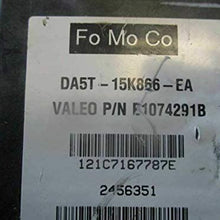 Fo Mo Co
DA5T-15K866-EA
VALEO P/N E1074291B
121C7167787E
2456351